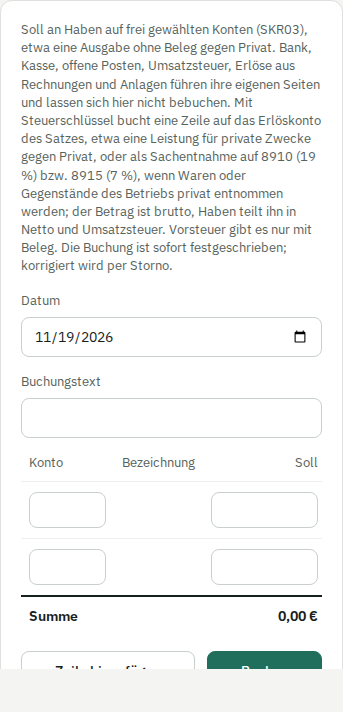 Soll an Haben auf frei gewählten Konten (SKR03),
etwa eine Ausgabe ohne Beleg gegen Privat. Bank,
Kasse, offene Posten, Umsatzsteuer, Erlöse aus
Rechnungen und Anlagen führen ihre eigenen Seiten
und lassen sich hier nicht bebuchen. Mit
Steuerschlüssel bucht eine Zeile auf das Erlöskonto
des Satzes, etwa eine Leistung für private Zwecke
gegen Privat, oder als Sachentnahme auf 8910 (19
%) bzw. 8915 (7 %), wenn Waren oder
Gegenstände des Betriebs privat entnommen
werden; der Betrag ist brutto, Haben teilt ihn in
Netto und Umsatzsteuer. Vorsteuer gibt es nur mit
Beleg. Die Buchung ist sofort festgeschrieben;
korrigiert wird per Storno.
Datum
11/19/2026
Buchungstext
Konto Bezeichnung Soll
Summe 0,00 €